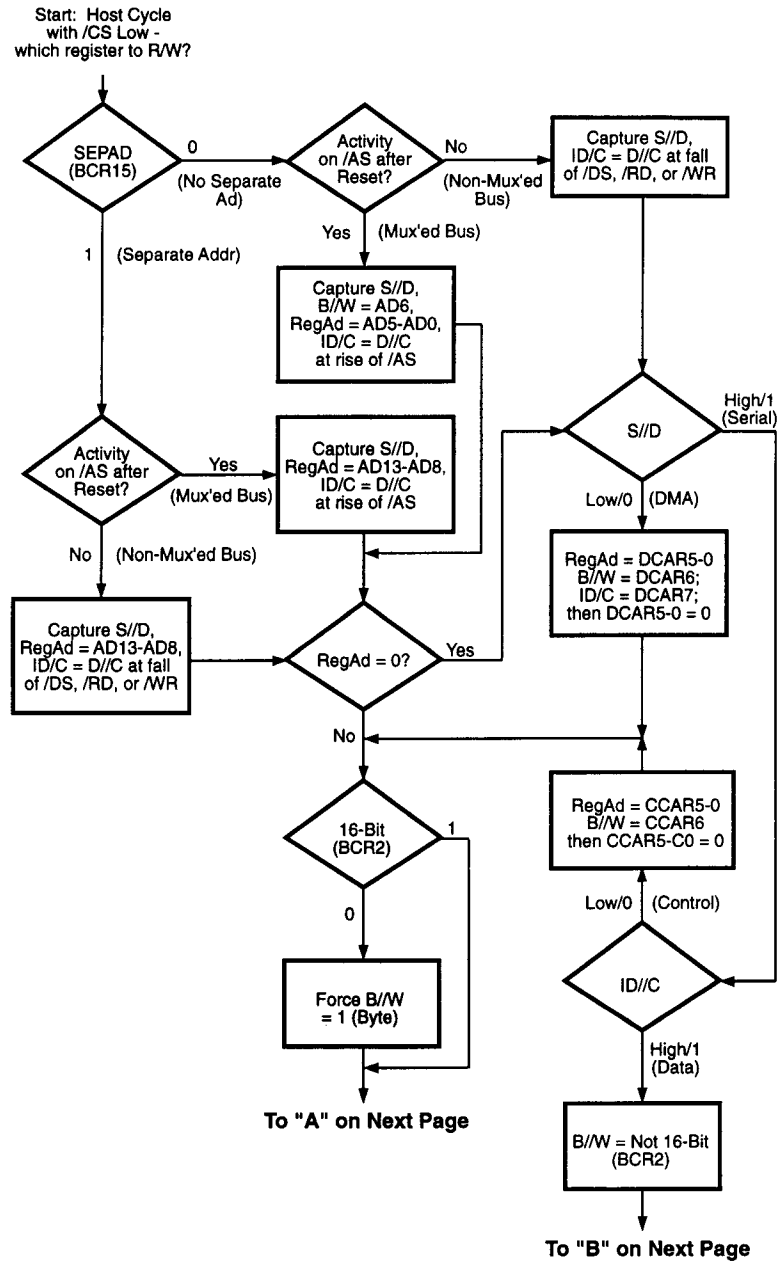 Start: Host Cycle
with /CS Low -
which register to R/W?
SEPAD
(BCR15)
0
(No Separate
Ad)
Activity
on /AS after
Reset?
No
(Non-Mux'ed
Bus)
Capture S//D,
ID/C = D//C at fall
of /DS, /RD, or /WR
Yes (Mux'ed Bus)
1 (Separate Addr)
Capture S//D,
B//W = AD6,
RegAd = AD5-AD0,
ID/C = D//C
at rise of /AS
S//D
High/1
(Serial)
Activity
on /AS after
Reset?
Yes
(Mux'ed Bus)
Capture S//D,
RegAd = AD13-AD8,
ID/C = D//C
at rise of /AS
Low/0 (DMA)
No (Non-Mux'ed Bus)
RegAd = DCAR5-0
B//W = DCAR6;
ID/C = DCAR7;
then DCAR5-0 = 0
Capture S//D,
RegAd = AD13-AD8,
ID/C = D//C at fall
of /DS, /RD, or /WR
RegAd = 0?
Yes
No
RegAd = CCAR5-0
B//W = CCAR6
then CCAR5-C0 = 0
16-Bit
(BCR2)
1
0
Low/0 (Control)
ID//C
Force B//W
= 1 (Byte)
High/1
(Data)
To "A" on Next Page
B//W = Not 16-Bit
(BCR2)
To "B" on Next Page